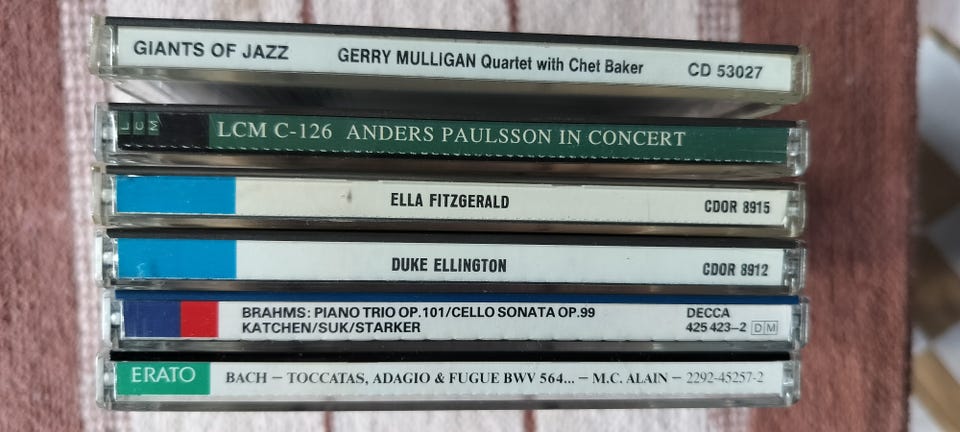 GIANTS OF JAZZ GERRY MULLIGAN Quartet with Chet Baker CD 53027
LCM LCM C-126 ANDERS PAULSSON IN CONCERT
ELLA FITZGERALD CDOR 8915
DUKE ELLINGTON CDOR 8912
BRAHMS: PIANO TRIO OP.101/CELLO SONATA OP.99 DECCA
KATCHEN/SUK/STARKER 425 423-2 DM
ERATO BACH – TOCCATAS, ADAGIO & FUGUE BWV 564... – M.C. ALAIN – 2292-45257-2